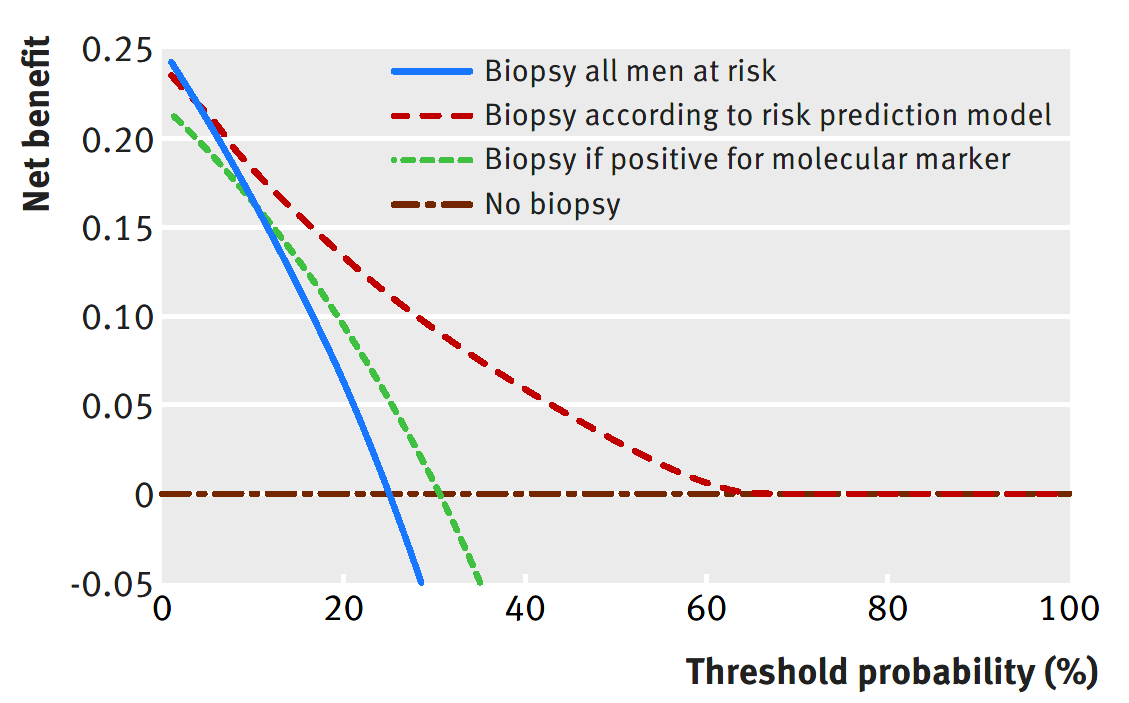 Net benefit
0.25
0.20
0.15
0.10
0.05
0
-0.05
Biopsy all men at risk
Biopsy according to risk prediction model
Biopsy if positive for molecular marker
No biopsy
0 20 40 60 80 100
Threshold probability (%)